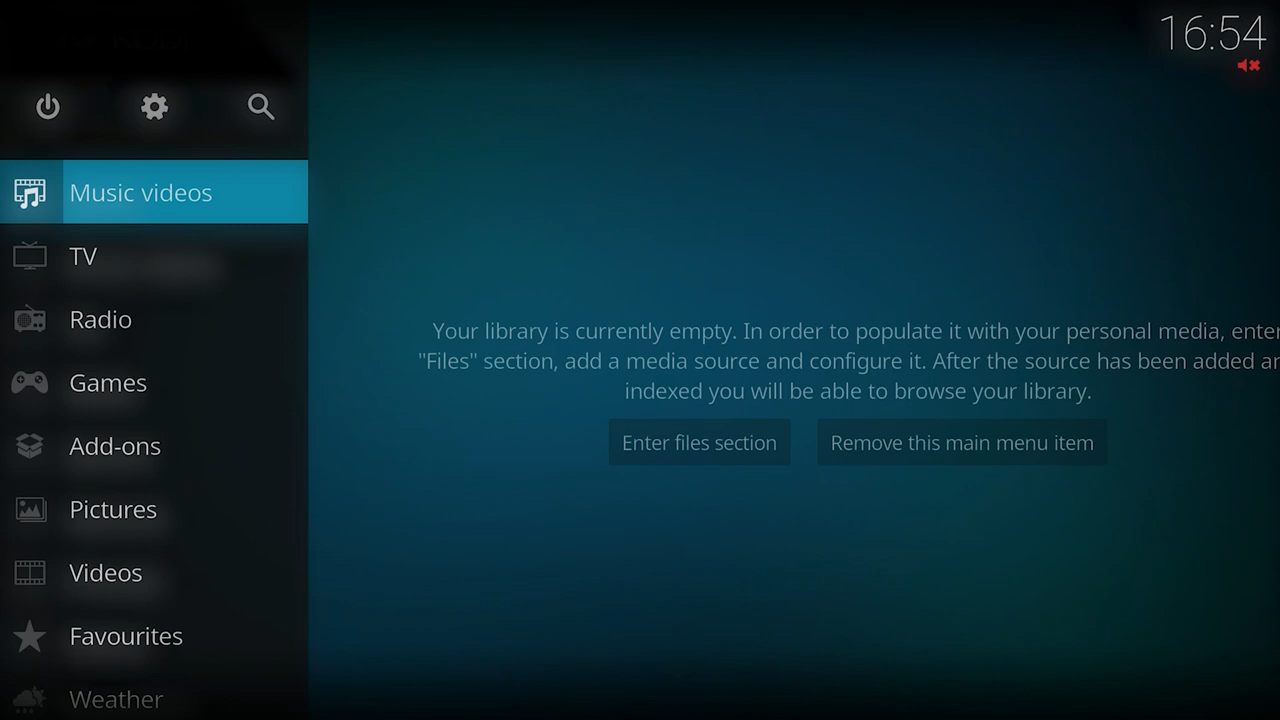 16:54
Music videos
TV
Radio
Games
Add-ons
Pictures
Videos
Favourites
Weather
Your library is currently empty. In order to populate it with your personal media, enter
"Files" section, add a media source and configure it. After the source has been added
indexed you will be able to browse your library.
Enter files section
Remove this main menu item